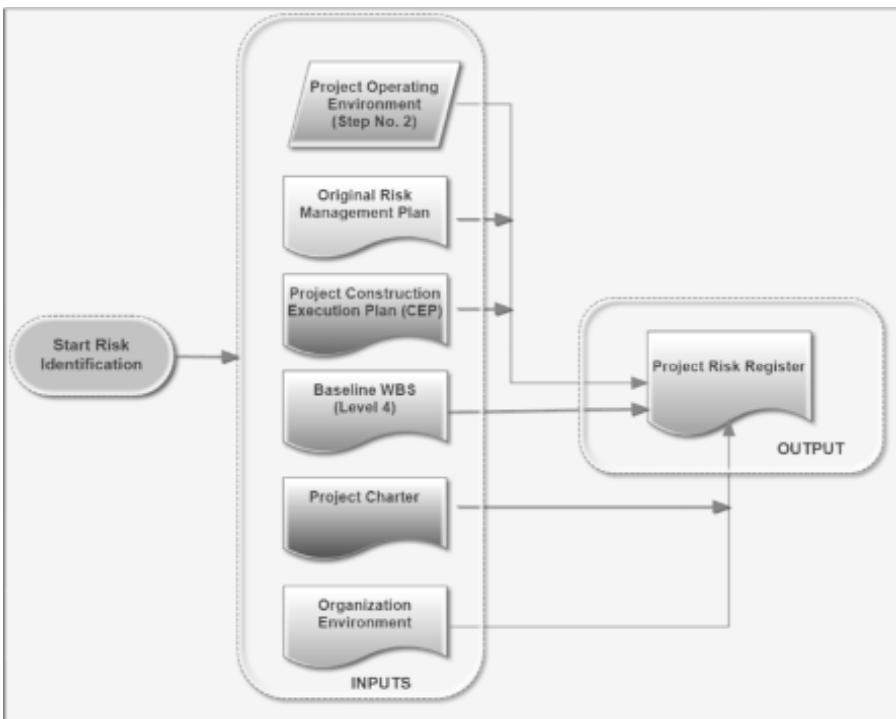 Project Operating
Environment
(Step No. 2)
Original Risk
Management Plan
Project Construction
Execution Plan (CEP)
Start Risk
Identification
Baseline WBS
(Level 4)
Project Charter
Organization
Environment
INPUTS
Project Risk Register
OUTPUT